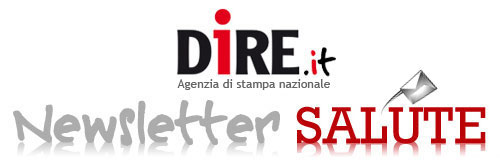 DiRE.it
Agenzia di stampa nazionale
Newsletter SALUTE